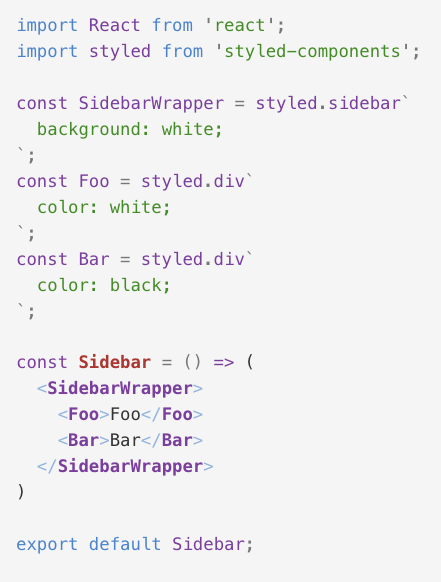 import React from 'react';
import styled from 'styled-components';

const SidebarWrapper = styled.sidebar`
  background: white;
`;
const Foo = styled.div`
  color: white;
`;
const Bar = styled.div`
  color: black;
`;

const Sidebar = () => (
  <SidebarWrapper>
    <Foo>Foo</Foo>
    <Bar>Bar</Bar>
  </SidebarWrapper>
)

export default Sidebar;